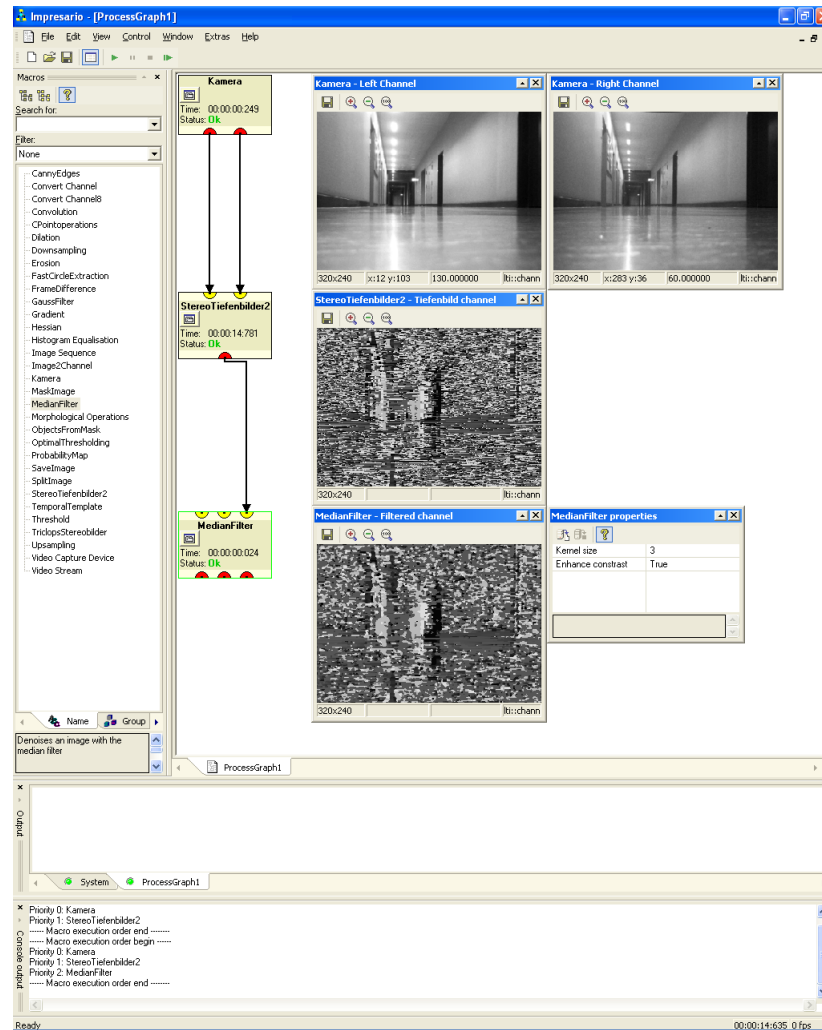 Impresario - [ProcessGraph1]
File Edit View Control Window Extras Help
Macros
Search for:
Filter:
None
CannyEdges
Convert Channel
Convert Channel8
Convolution
CPointoperations
Dilation
Downsampling
Erosion
FastCircleExtraction
FrameDifference
GaussFilter
Gradient
Hessian
Histogram Equalisation
Image Sequence
Image2Channel
Kamera
MaskImage
MedianFilter
Morphological Operations
ObjectsFromMask
OptimalThresholding
ProbabilityMap
SaveImage
SplitImage
StereoTiefenbilder2
TemporalTemplate
Threshold
TriclopsStereobilder
Upsampling
Video Capture Device
Video Stream
Name Group
Denoises an image with the
median filter
Kamera
Time: 00:00:00:249
Status: Ok
StereoTiefenbilder2
Time: 00:00:14:781
Status: Ok
MedianFilter
Time: 00:00:00:024
Status: Ok
Kamera - Left Channel
320x240 x:12 y:103 130.000000 lti::chann
Kamera - Right Channel
320x240 x:283 y:36 60.000000 lti::chann
StereoTiefenbilder2 - Tiefenbild channel
320x240 lti::chann
MedianFilter - Filtered channel
320x240 lti::chann
MedianFilter properties
Kernel size 3
Enhance constrast True
ProcessGraph1
Output
System ProcessGraph1
Console output
Priority 0: Kamera
Priority 1: StereoTiefenbilder2
------ Macro execution order end --------
------ Macro execution order begin ------
Priority 0: Kamera
Priority 1: StereoTiefenbilder2
Priority 2: MedianFilter
------ Macro execution order end --------
Ready 00:00:14:635 0 fps